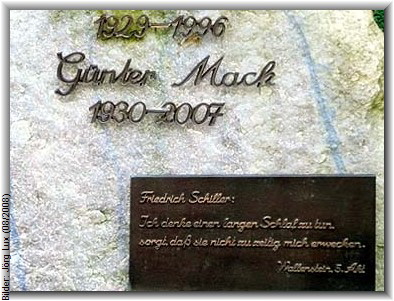 1929-1996
Günter Mack
1930-2007
Friedrich Schiller:
Ich denke einen langen Schlaf zu tun.
sorgt, daß sie nicht zu zeitig mich erwecken.
Wallenstein, 5. Akt
Bilder: Jörg Lux (08/2008)